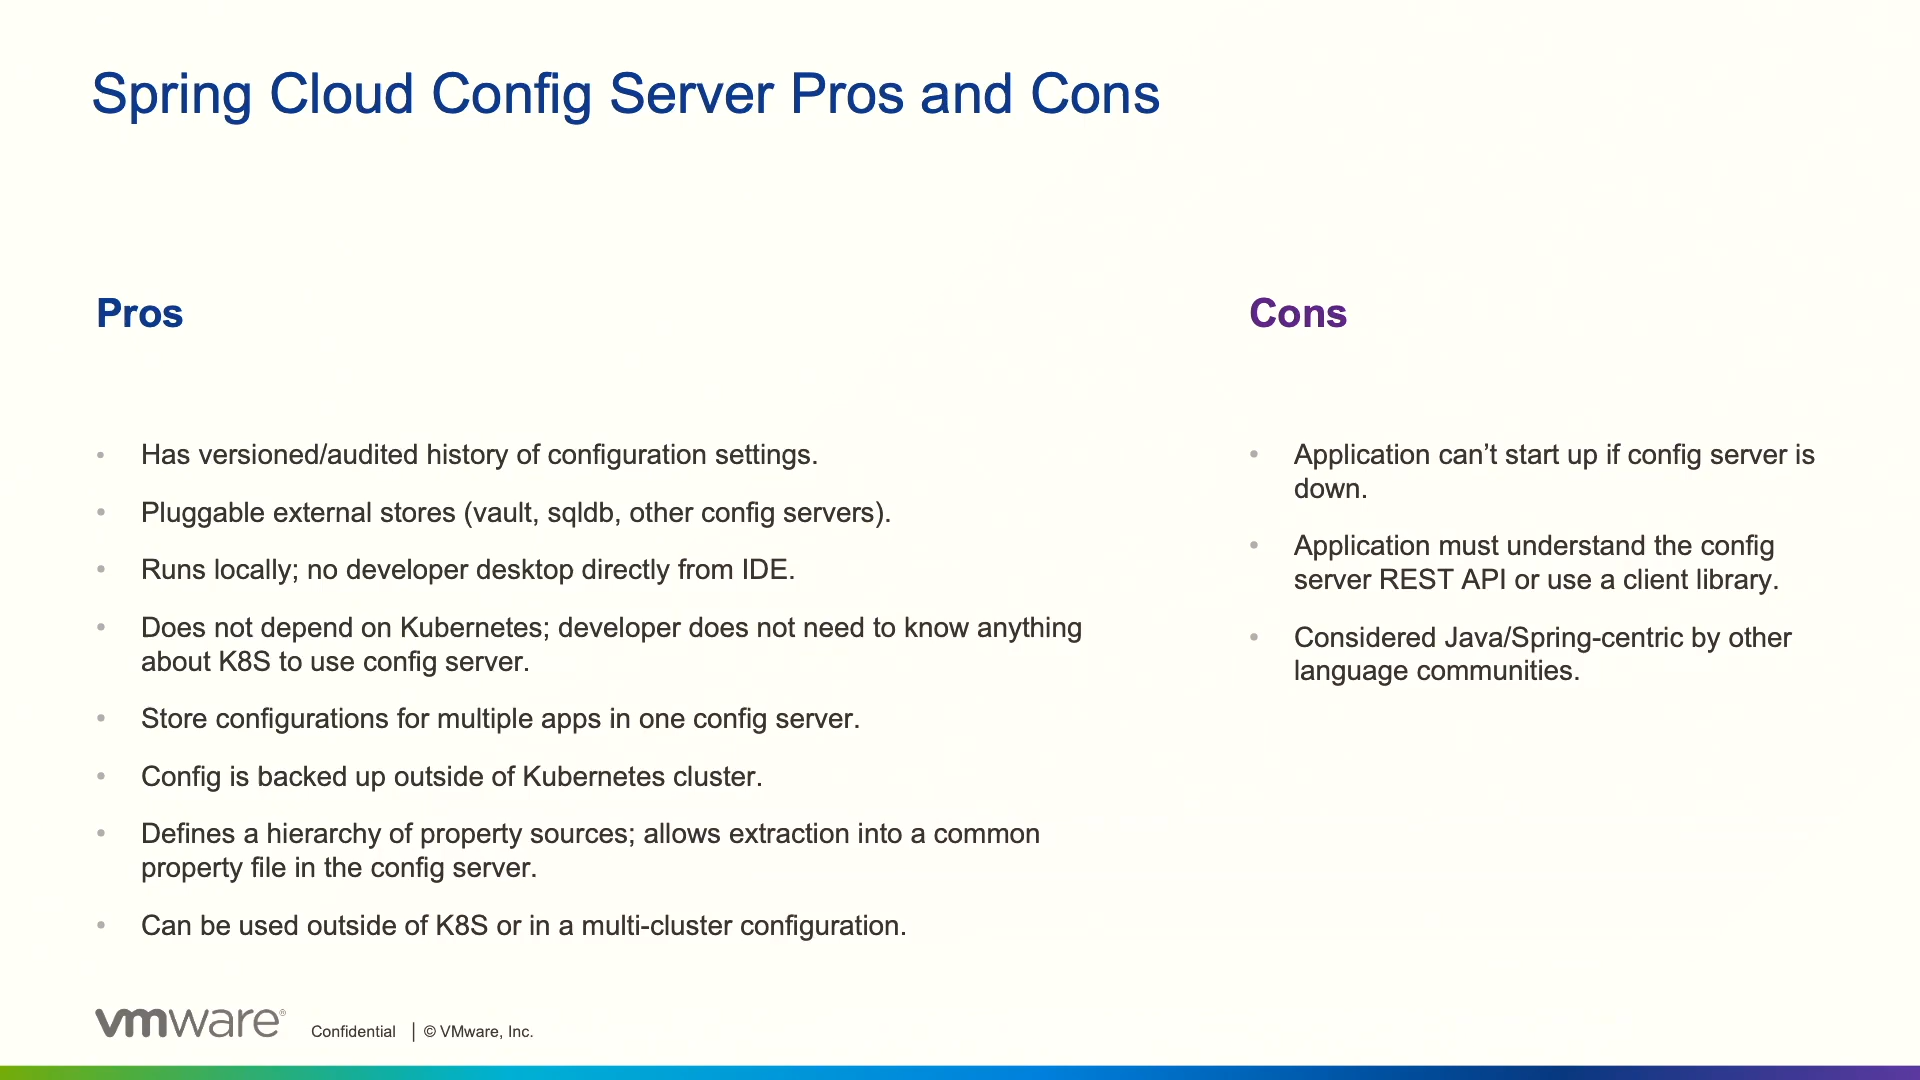 Spring Cloud Config Server Pros and Cons
Pros
• Has versioned/audited history of configuration settings.
• Pluggable external stores (vault, sqldb, other config servers).
• Runs locally; no developer desktop directly from IDE.
• Does not depend on Kubernetes; developer does not need to know anything
about K8S to use config server.
• Store configurations for multiple apps in one config server.
• Config is backed up outside of Kubernetes cluster.
• Defines a hierarchy of property sources; allows extraction into a common
property file in the config server.
• Can be used outside of K8S or in a multi-cluster configuration.
Cons
• Application can’t start up if config server is
down.
• Application must understand the config
server REST API or use a client library.
• Considered Java/Spring-centric by other
language communities.
vmware® Confidential | © VMware, Inc.